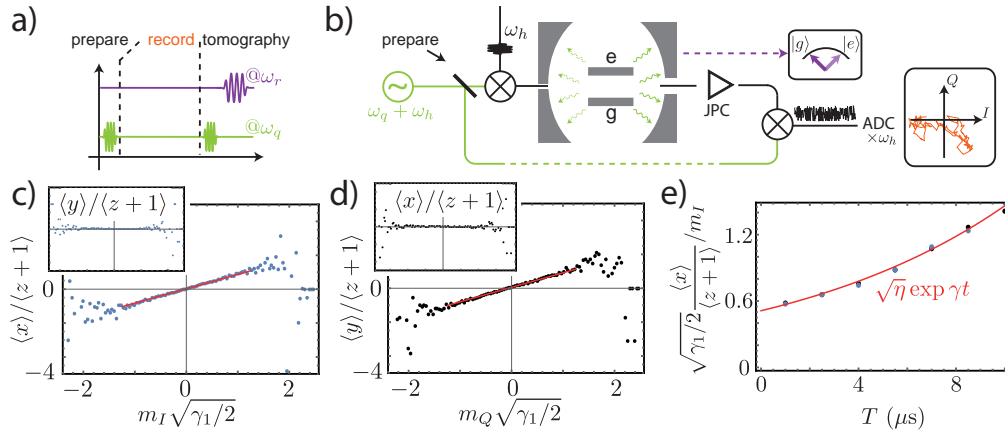 a)
prepare
record
tomography
@ω_r
@ω_q
b)
prepare
ω_h
ω_q + ω_h
e
g
JPC
|g⟩ |e⟩
ADC
×ω_h
Q
I
c)
⟨y⟩/⟨z + 1⟩
⟨x⟩/⟨z + 1⟩
0
−4
−2 0 2
m_I√(γ_1/2)
d)
⟨x⟩/⟨z + 1⟩
⟨y⟩/⟨z + 1⟩
0
−4
−2 0 2
m_Q√(γ_1/2)
e)
√(γ_1/2) ⟨x⟩/⟨z + 1⟩ /m_I
1.2
0.6
0
√η exp γt
0 4 8
T (μs)